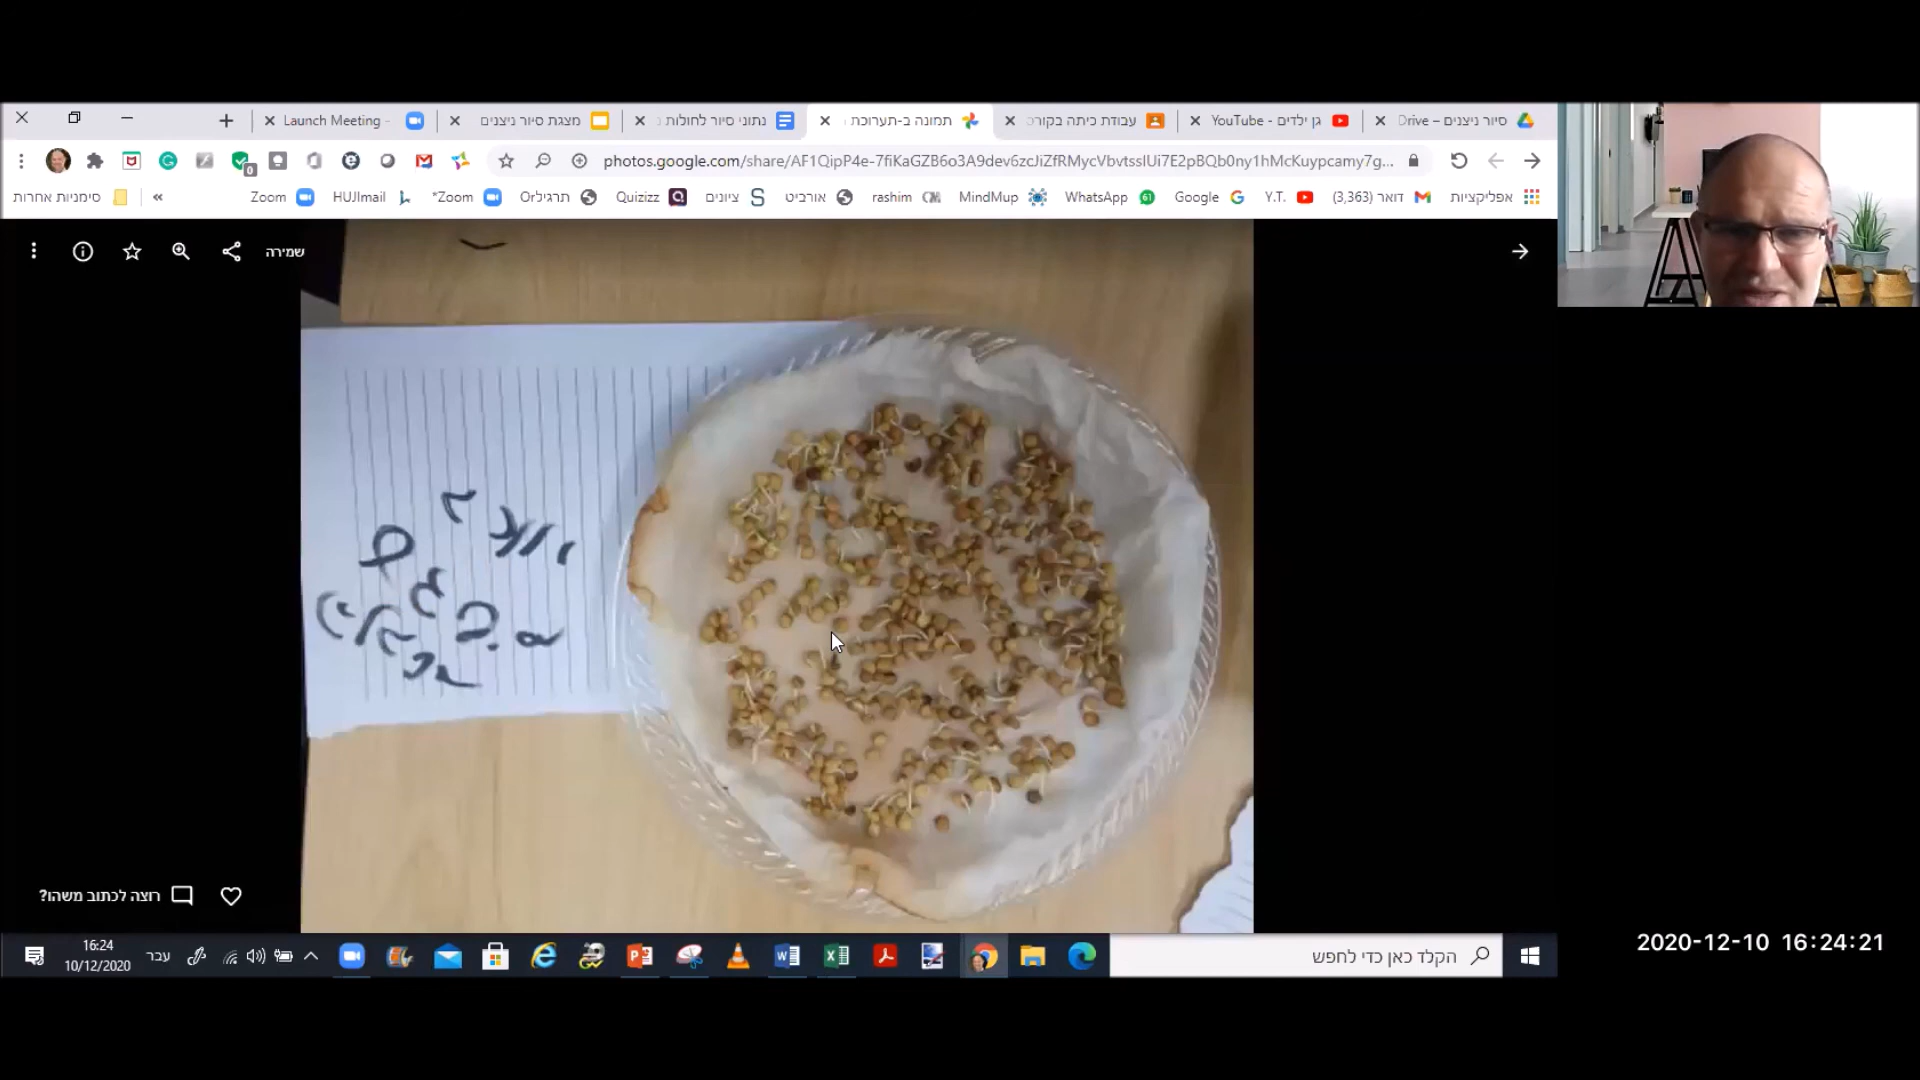 Launch Meeting -
מצגת סיור ניצנים
נתוני סיור לחולות נ
תמונה ב-תערוכת
עבודת כיתה בקורס
גן ילדים - YouTube
סיור ניצנים – Drive
photos.google.com/share/AF1QipP4e-7fiKaGZB6o3A9dev6zcJiZfRMycVbvtssIUi7E2pBQb0ny1hMcKuypcamy7g...
סימניות אחרות
»
Zoom
HUJImail
*Zoom
תרגילים
Quizizz
ציונים
אורביט
rashim
MindMup
WhatsApp
Google
Y.T.
דואר (3,363)
אפליקציות
שמירה
רוצה לכתוב משהו?
16:24
10/12/2020
עבר
הקלד כאן כדי לחפש
2020-12-10 16:24:21